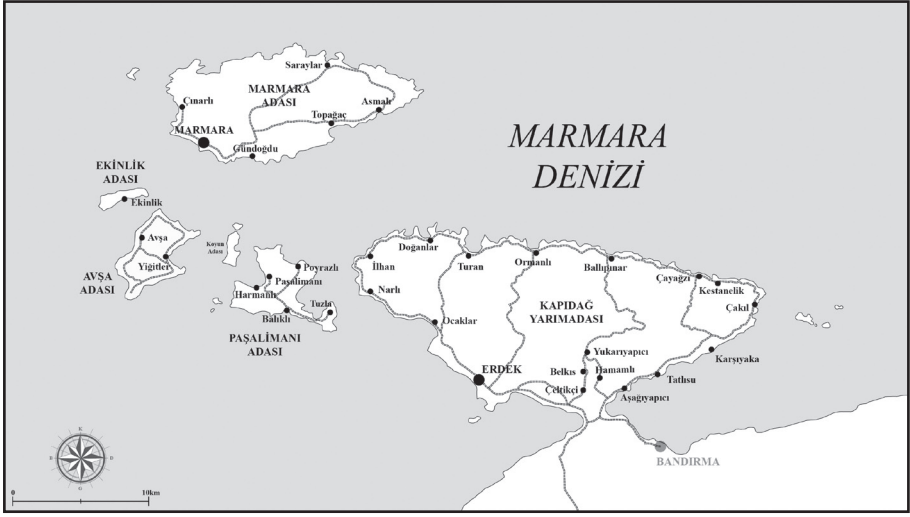 Saraylar
MARMARA
ADASI
Çınarlı
Asmalı
Topağaç
MARMARA
Gündoğdu
MARMARA
DENİZİ
EKİNLİK
ADASI
Ekinlik
Avşa
Yiğitler
AVŞA
ADASI
Koyun
Adası
Poyrazlı
Paşalimanı
Harmanlı
Tuzla
Balıklı
PAŞALİMANI
ADASI
Doğanlar
İlhan
Turan
Ormanlı
Ballıpınar
Narlı
Çayağzı
Kestanelik
Çakıl
KAPIDAĞ
YARIMADASI
Ocaklar
Yukarıyapıcı
Karşıyaka
ERDEK
Belkıs
Hamamlı
Tatlısu
Çeltikçi
Aşağıyapıcı
BANDIRMA
K
B
D
G
0
10km